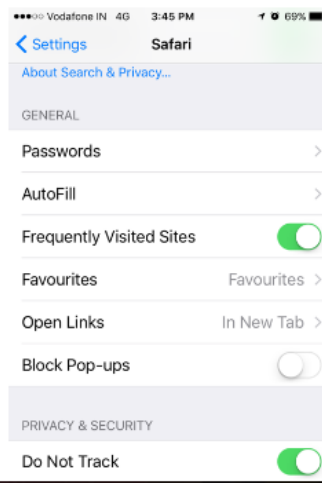 Vodafone IN 4G 3:45 PM 69%
Settings Safari
About Search & Privacy...
GENERAL
Passwords
AutoFill
Frequently Visited Sites
Favourites Favourites
Open Links In New Tab
Block Pop-ups
PRIVACY & SECURITY
Do Not Track